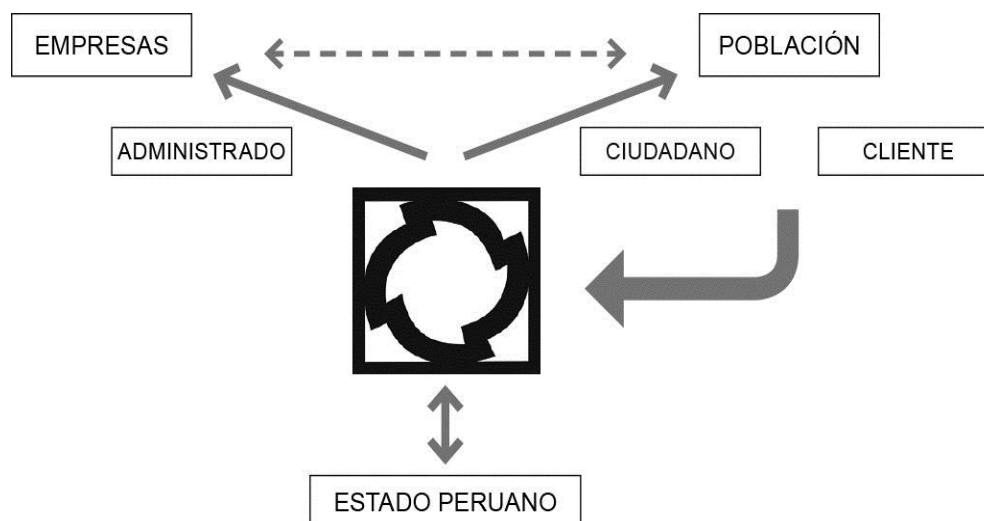 EMPRESAS
POBLACIÓN
ADMINISTRADO
CIUDADANO
CLIENTE
ESTADO PERUANO